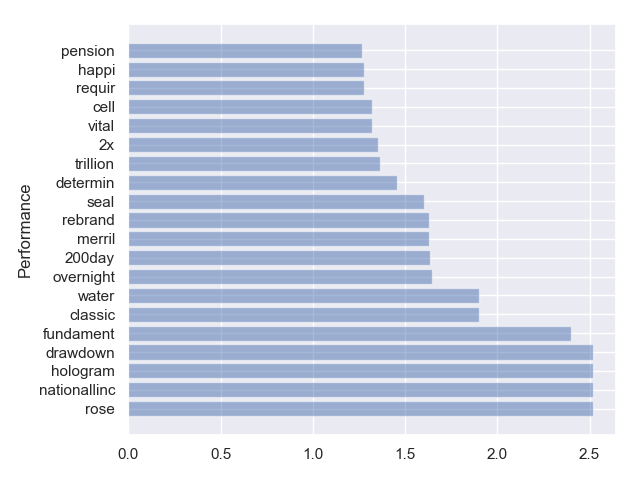 Performance
pension
happi
requir
cell
vital
2x
trillion
determin
seal
rebrand
merril
200day
overnight
water
classic
fundament
drawdown
hologram
nationallinc
rose
0.0 0.5 1.0 1.5 2.0 2.5